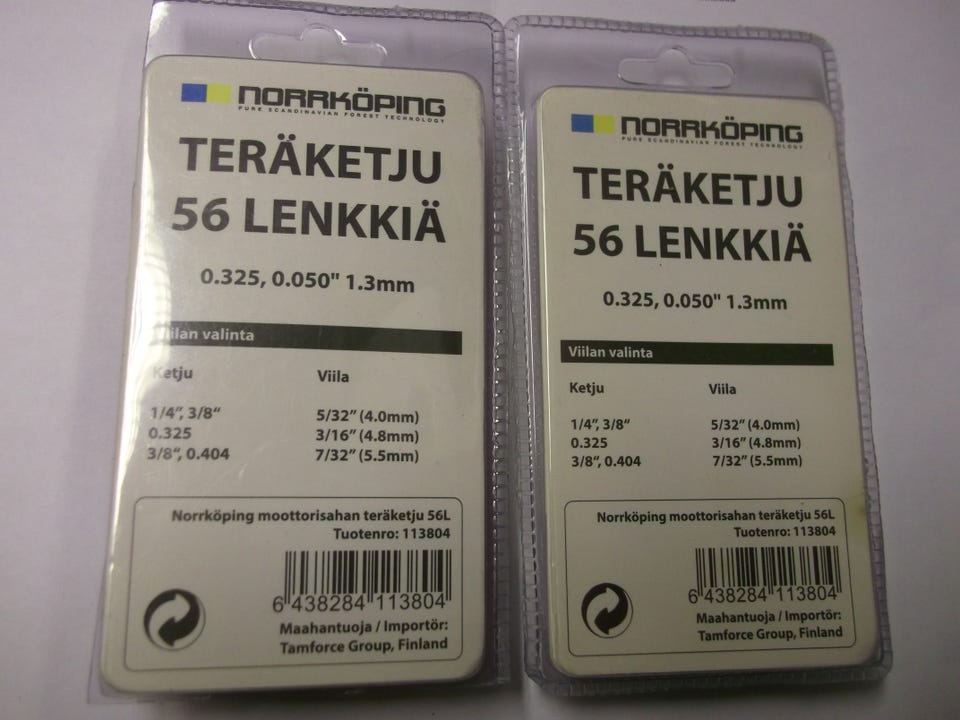 NORRKÖPING
PURE SCANDINAVIAN FOREST TECHNOLOGY
TERÄKETJU
56 LENKKIÄ
0.325, 0.050" 1.3mm
Viilan valinta
Ketju Viila
1/4”, 3/8“ 5/32” (4.0mm)
0.325 3/16” (4.8mm)
3/8“, 0.404 7/32” (5.5mm)
Norrköping moottorisahan teräketju 56L
Tuotenro: 113804
6 438284 113804
Maahantuoja / Importör:
Tamforce Group, Finland
NORRKÖPING
PURE SCANDINAVIAN FOREST TECHNOLOGY
TERÄKETJU
56 LENKKIÄ
0.325, 0.050" 1.3mm
Viilan valinta
Ketju Viila
1/4”, 3/8“ 5/32” (4.0mm)
0.325 3/16” (4.8mm)
3/8“, 0.404 7/32” (5.5mm)
Norrköping moottorisahan teräketju 56L
Tuotenro: 113804
6 438284 113804
Maahantuoja / Importör:
Tamforce Group, Finland